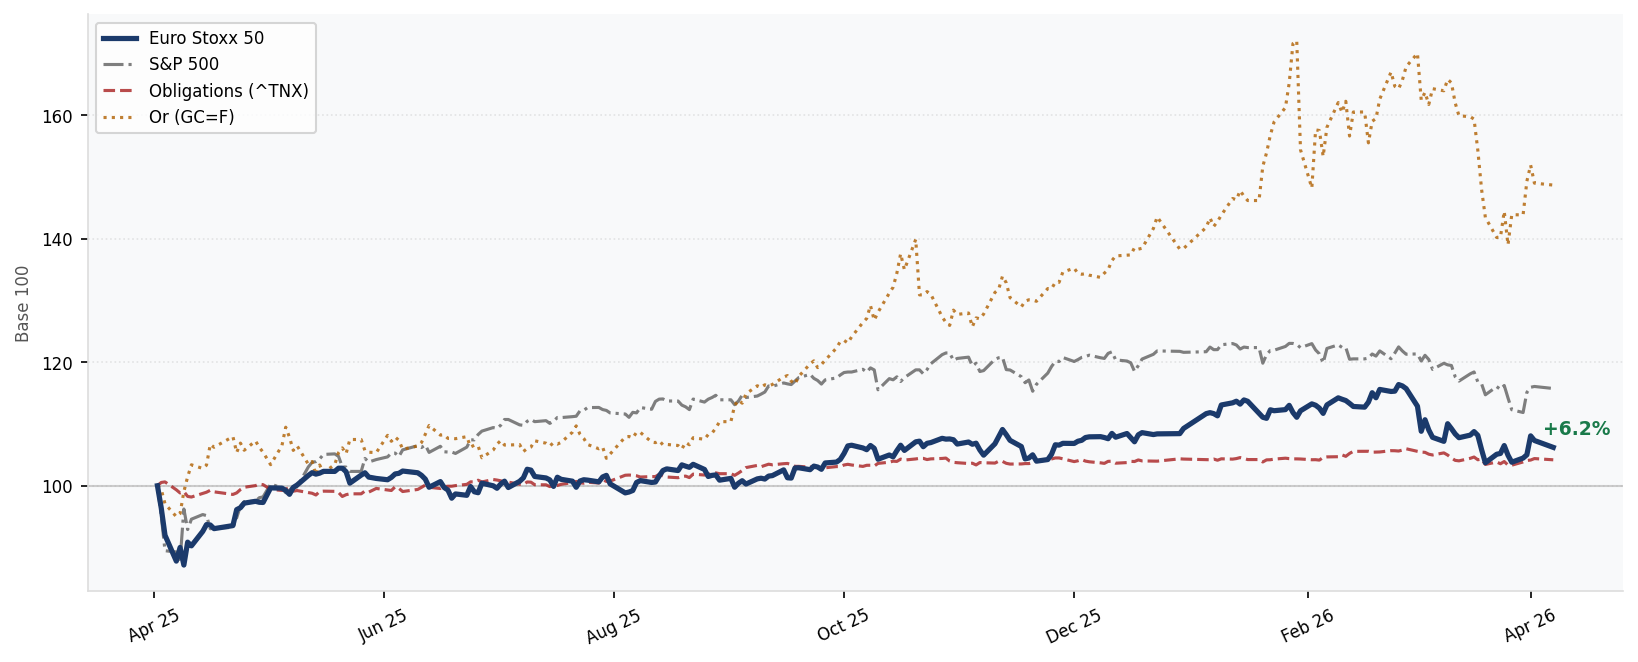 Euro Stoxx 50
S&P 500
Obligations (^TNX)
Or (GC=F)
160
140
120
100
Base 100
+6.2%
Apr 25
Jun 25
Aug 25
Oct 25
Dec 25
Feb 26
Apr 26